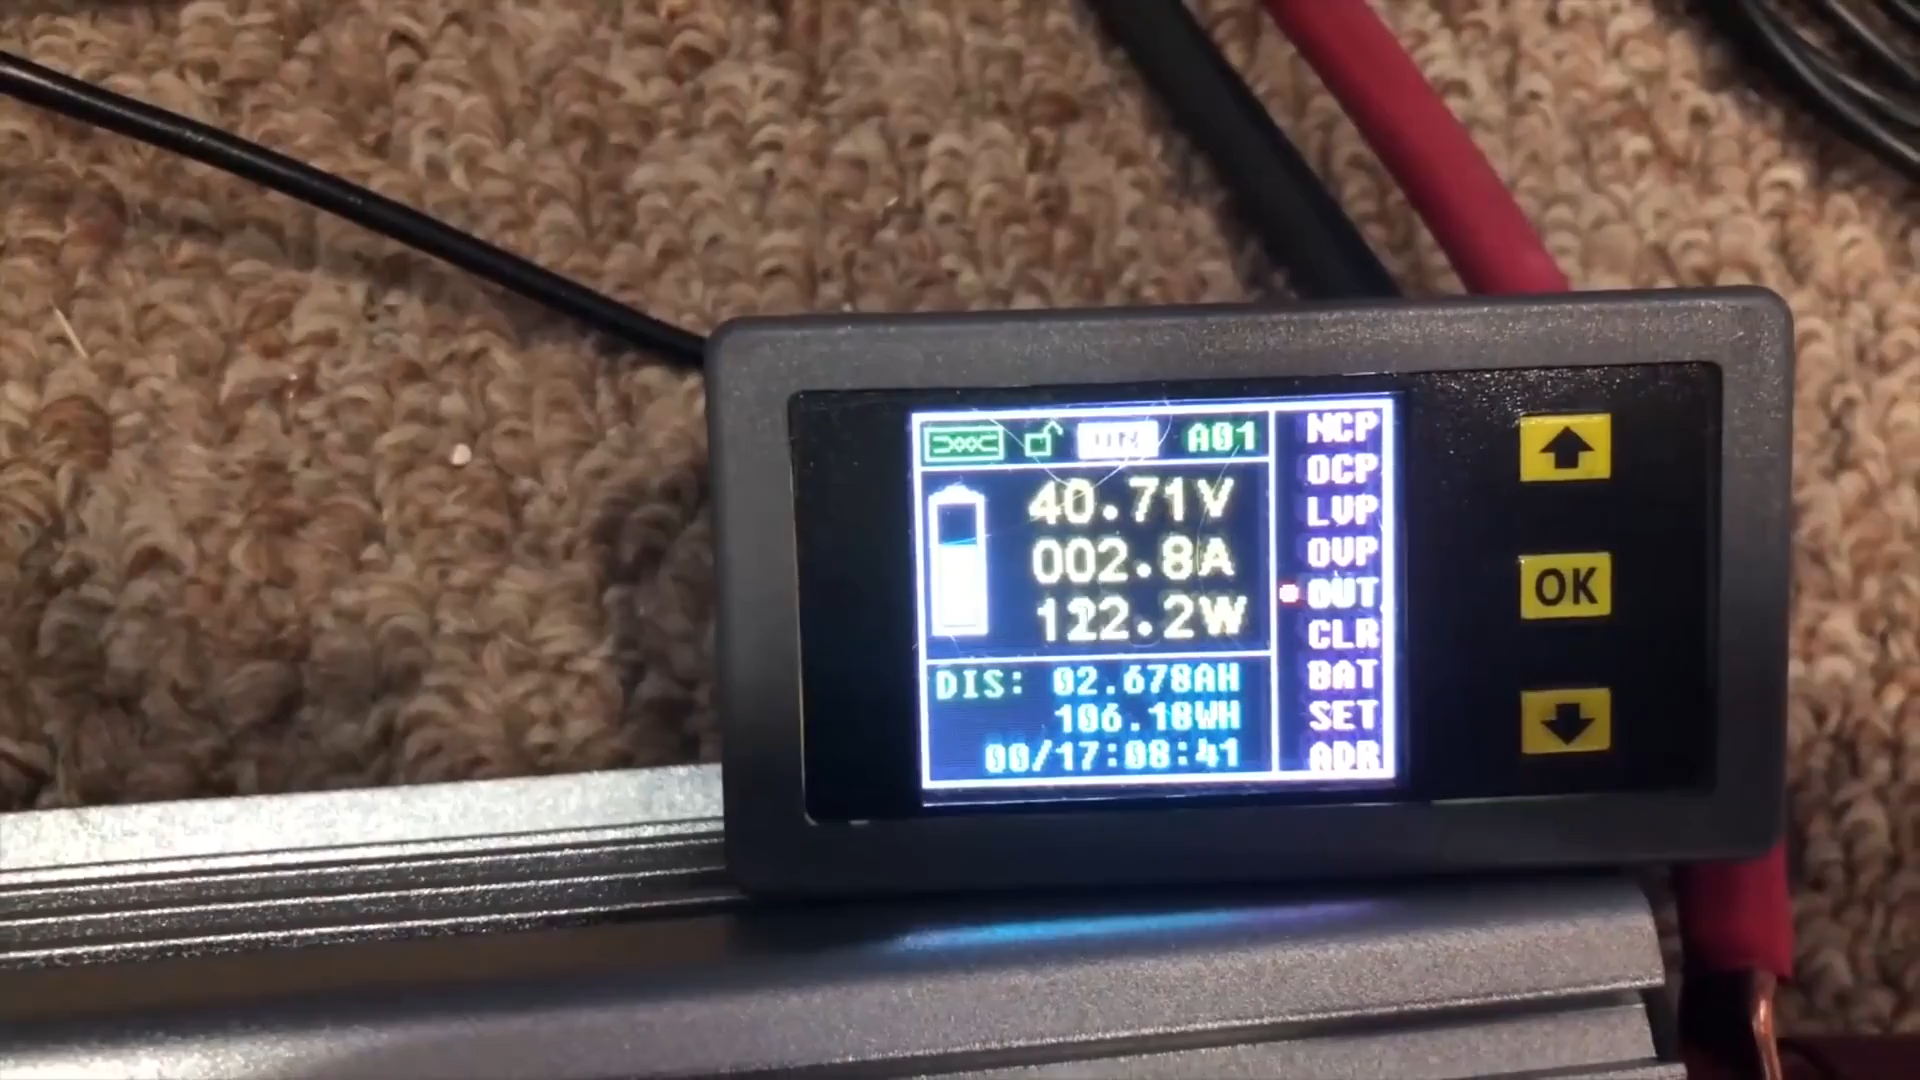 A01
40.71V
002.8A
122.2W
DIS: 02.678AH
106.18WH
00/17:08:41
NCP
OCP
LVP
OVP
OUT
CLR
BAT
SET
ADR
OK